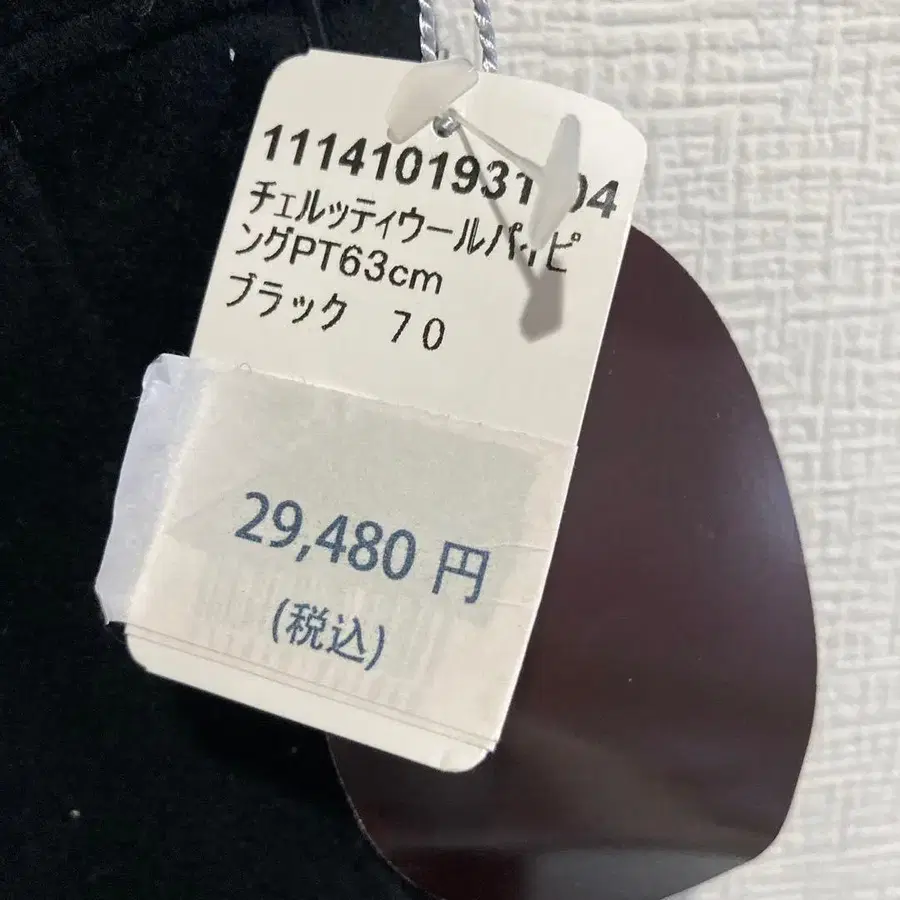 1114101931 04
チェルッティウールパイピ
ングPT63cm
ブラック 70
29,480 円
(税込)